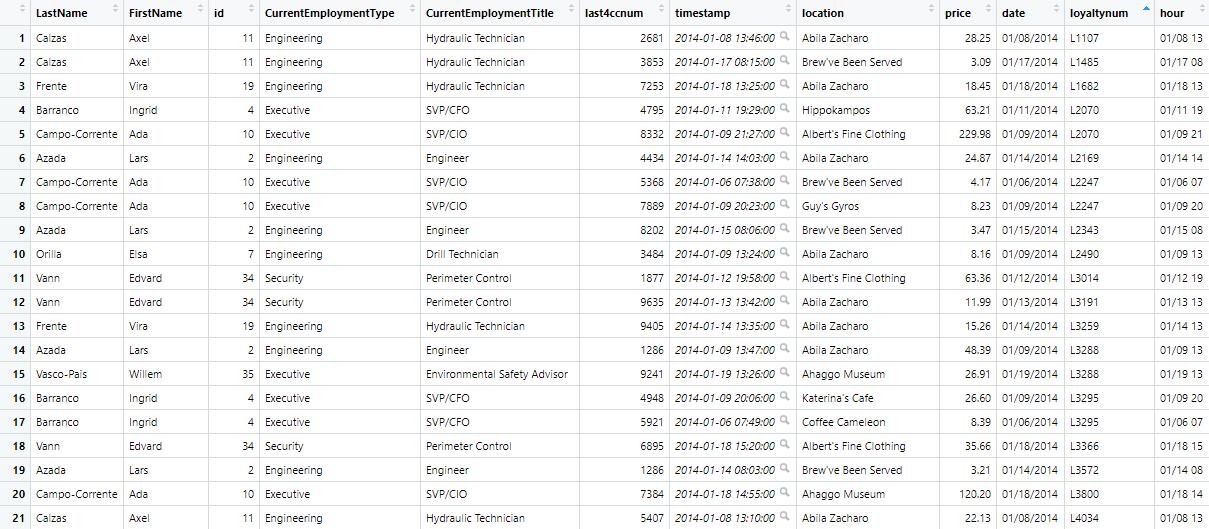 LastName FirstName id CurrentEmploymentType CurrentEmploymentTitle last4ccnum timestamp location price date loyaltynum hour
1 Calzas Axel 11 Engineering Hydraulic Technician 2681 2014-01-08 13:46:00 Abila Zacharo 28.25 01/08/2014 L1107 01/08 13
2 Calzas Axel 11 Engineering Hydraulic Technician 3853 2014-01-17 08:15:00 Brew've Been Served 3.09 01/17/2014 L1485 01/17 08
3 Frente Vira 19 Engineering Hydraulic Technician 7253 2014-01-18 13:25:00 Abila Zacharo 18.45 01/18/2014 L1682 01/18 13
4 Barranco Ingrid 4 Executive SVP/CFO 4795 2014-01-11 19:29:00 Hippokampos 63.21 01/11/2014 L2070 01/11 19
5 Campo-Corrente Ada 10 Executive SVP/CIO 8332 2014-01-09 21:27:00 Albert's Fine Clothing 229.98 01/09/2014 L2070 01/09 21
6 Azada Lars 2 Engineering Engineer 4434 2014-01-14 14:03:00 Abila Zacharo 24.87 01/14/2014 L2169 01/14 14
7 Campo-Corrente Ada 10 Executive SVP/CIO 5368 2014-01-06 07:38:00 Brew've Been Served 4.17 01/06/2014 L2247 01/06 07
8 Campo-Corrente Ada 10 Executive SVP/CIO 7889 2014-01-09 20:23:00 Guy's Gyros 8.23 01/09/2014 L2247 01/09 20
9 Azada Lars 2 Engineering Engineer 8202 2014-01-15 08:06:00 Brew've Been Served 3.47 01/15/2014 L2343 01/15 08
10 Orilla Elsa 7 Engineering Drill Technician 3484 2014-01-09 13:24:00 Abila Zacharo 8.16 01/09/2014 L2490 01/09 13
11 Vann Edvard 34 Security Perimeter Control 1877 2014-01-12 19:58:00 Albert's Fine Clothing 63.36 01/12/2014 L3014 01/12 19
12 Vann Edvard 34 Security Perimeter Control 9635 2014-01-13 13:42:00 Abila Zacharo 11.99 01/13/2014 L3191 01/13 13
13 Frente Vira 19 Engineering Hydraulic Technician 9405 2014-01-14 13:35:00 Abila Zacharo 15.26 01/14/2014 L3259 01/14 13
14 Azada Lars 2 Engineering Engineer 1286 2014-01-09 13:47:00 Abila Zacharo 48.39 01/09/2014 L3288 01/09 13
15 Vasco-Pais Willem 35 Executive Environmental Safety Advisor 9241 2014-01-19 13:26:00 Ahaggo Museum 26.91 01/19/2014 L3288 01/19 13
16 Barranco Ingrid 4 Executive SVP/CFO 4948 2014-01-09 20:06:00 Katerina's Cafe 26.60 01/09/2014 L3295 01/09 20
17 Barranco Ingrid 4 Executive SVP/CFO 5921 2014-01-06 07:49:00 Coffee Cameleon 8.39 01/06/2014 L3295 01/06 07
18 Vann Edvard 34 Security Perimeter Control 6895 2014-01-18 15:20:00 Albert's Fine Clothing 35.66 01/18/2014 L3366 01/18 15
19 Azada Lars 2 Engineering Engineer 1286 2014-01-14 08:03:00 Brew've Been Served 3.21 01/14/2014 L3572 01/14 08
20 Campo-Corrente Ada 10 Executive SVP/CIO 7384 2014-01-18 14:55:00 Ahaggo Museum 120.20 01/18/2014 L3800 01/18 14
21 Calzas Axel 11 Engineering Hydraulic Technician 5407 2014-01-08 13:10:00 Abila Zacharo 22.13 01/08/2014 L4034 01/08 13